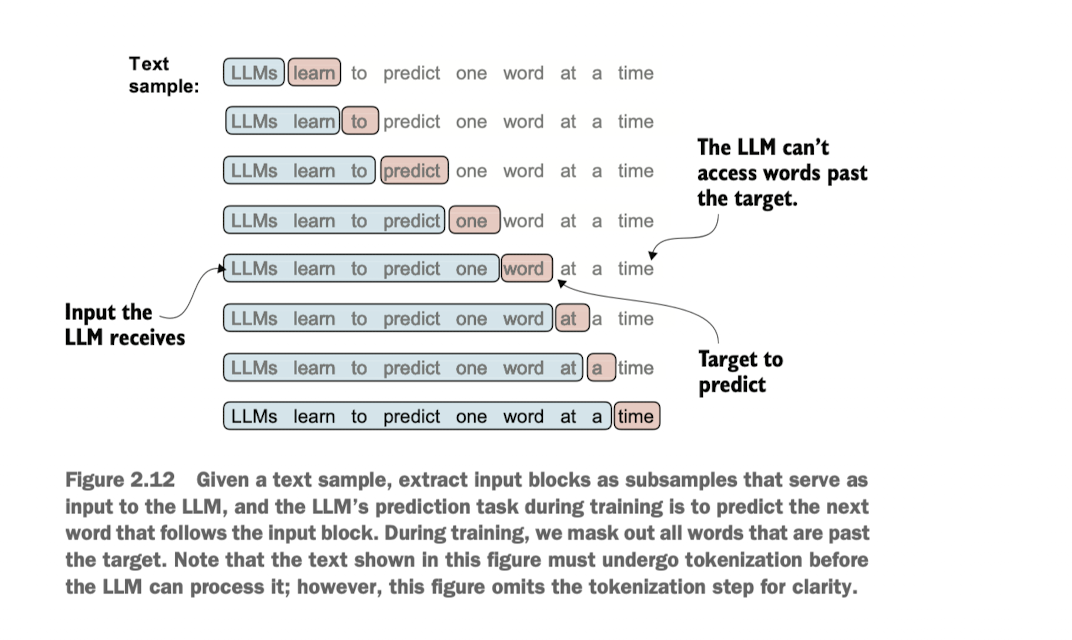 Text
sample:
LLMs learn to predict one word at a time
LLMs learn to predict one word at a time
LLMs learn to predict one word at a time
LLMs learn to predict one word at a time
LLMs learn to predict one word at a time
LLMs learn to predict one word at a time
LLMs learn to predict one word at a time
LLMs learn to predict one word at a time
The LLM can’t
access words past
the target.
Input the
LLM receives
Target to
predict
Figure 2.12 Given a text sample, extract input blocks as subsamples that serve as
input to the LLM, and the LLM’s prediction task during training is to predict the next
word that follows the input block. During training, we mask out all words that are past
the target. Note that the text shown in this figure must undergo tokenization before
the LLM can process it; however, this figure omits the tokenization step for clarity.